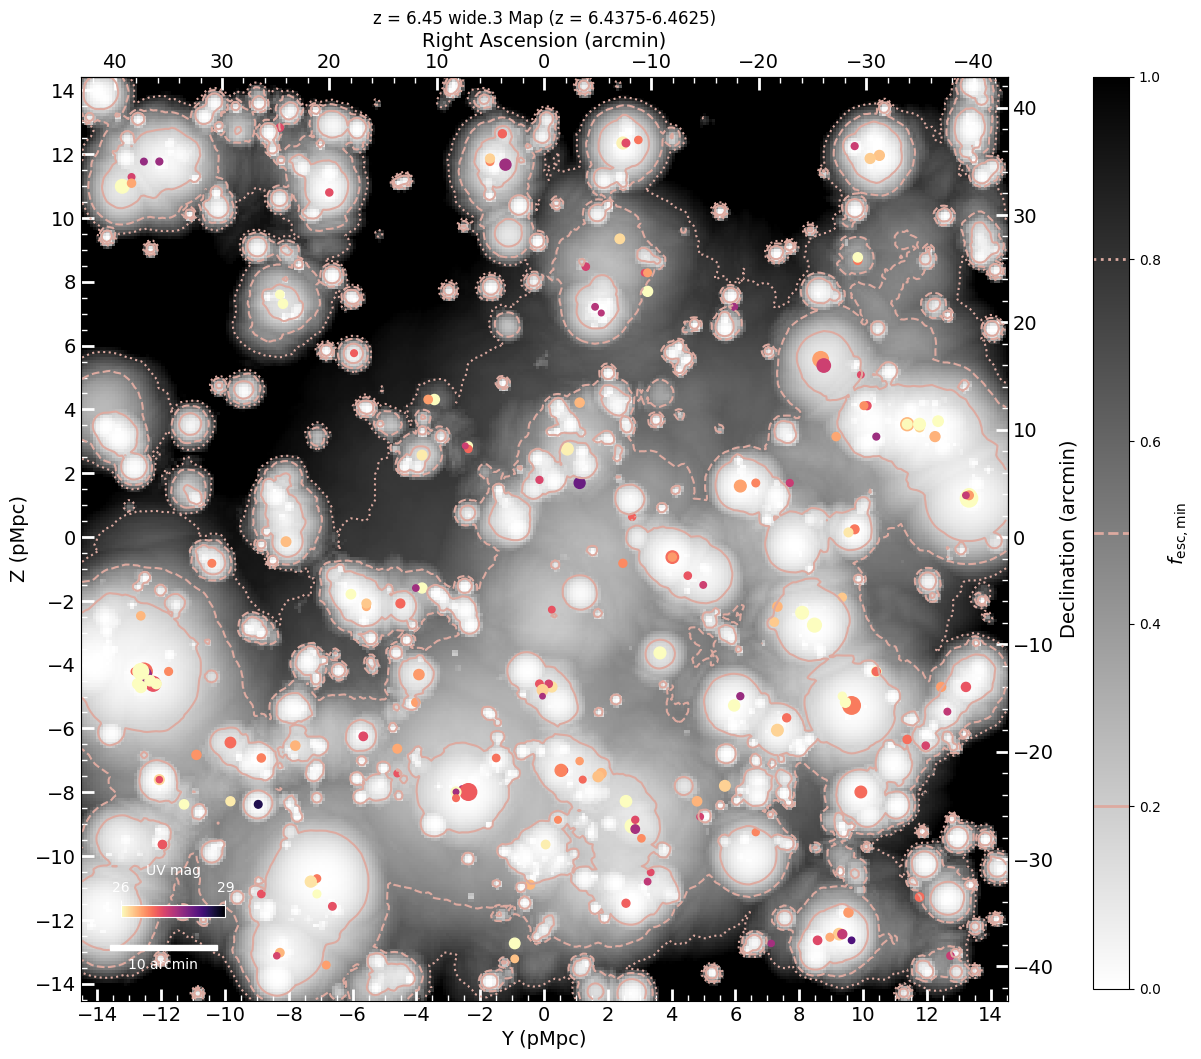 z = 6.45 wide.3 Map (z = 6.4375-6.4625)
Right Ascension (arcmin)
40 30 20 10 0 −10 −20 −30 −40
14 12 10 8 6 4 2 0 −2 −4 −6 −8 −10 −12 −14
Z (pMpc)
40 30 20 10 0 −10 −20 −30 −40
Declination (arcmin)
1.0 0.8 0.6 0.4 0.2 0.0
fesc, min
UV mag
26 29
10 arcmin
−14 −12 −10 −8 −6 −4 −2 0 2 4 6 8 10 12 14
Y (pMpc)